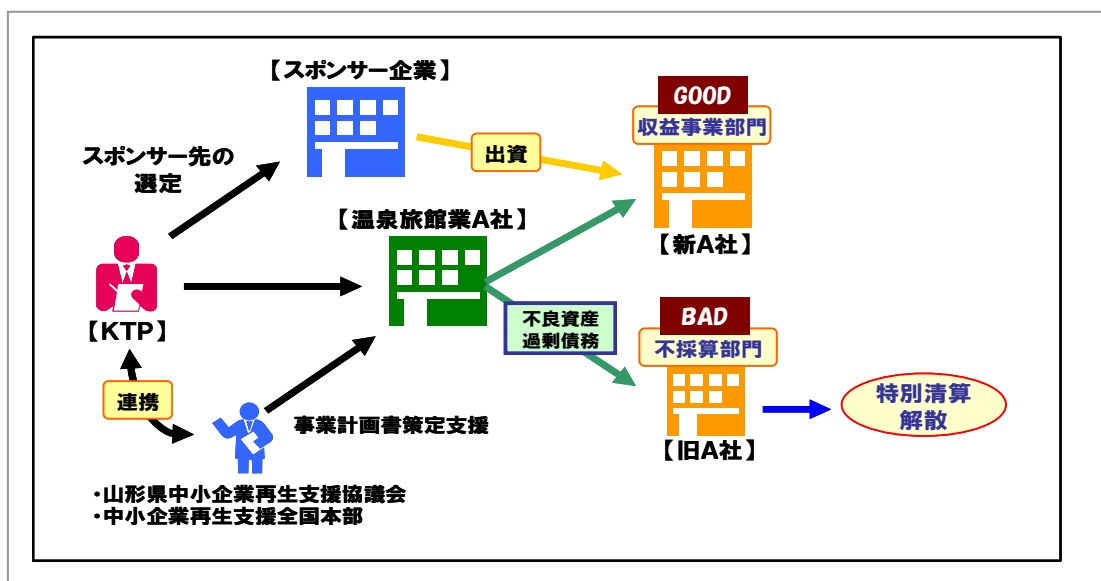 【スポンサー企業】
GOOD
収益事業部門
出資
スポンサー先の
選定
【温泉旅館業A社】
【新A社】
【KTP】
不良資産
過剰債務
BAD
不採算部門
連携
事業計画書策定支援
特別清算
解散
【旧A社】
・山形県中小企業再生支援協議会
・中小企業再生支援全国本部